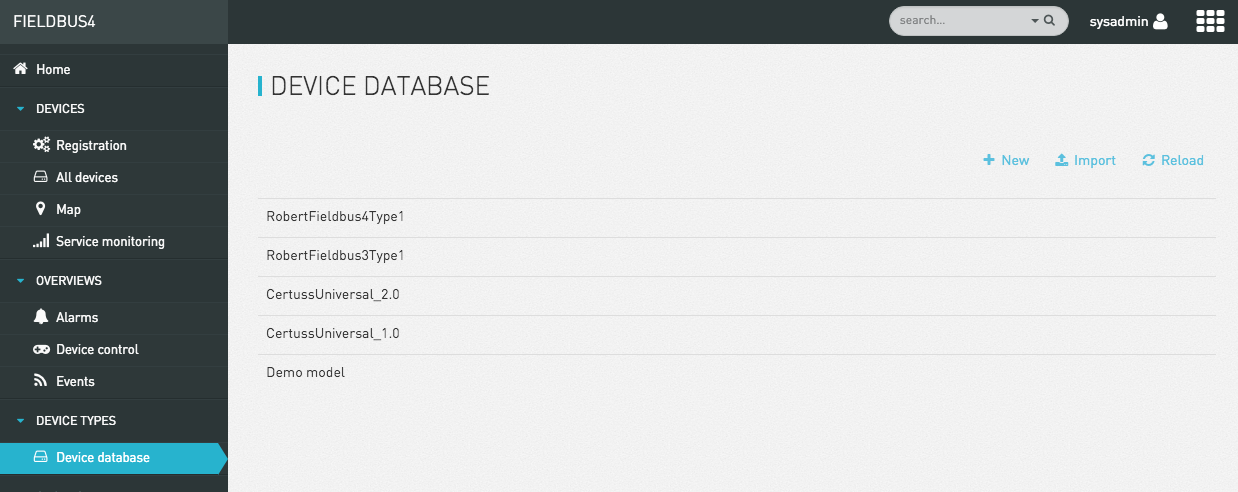 FIELDBUS4
search...
sysadmin
Home
DEVICES
Registration
All devices
Map
Service monitoring
OVERVIEWS
Alarms
Device control
Events
DEVICE TYPES
Device database
DEVICE DATABASE
New Import Reload
RobertFieldbus4Type1
RobertFieldbus3Type1
CertussUniversal_2.0
CertussUniversal_1.0
Demo model